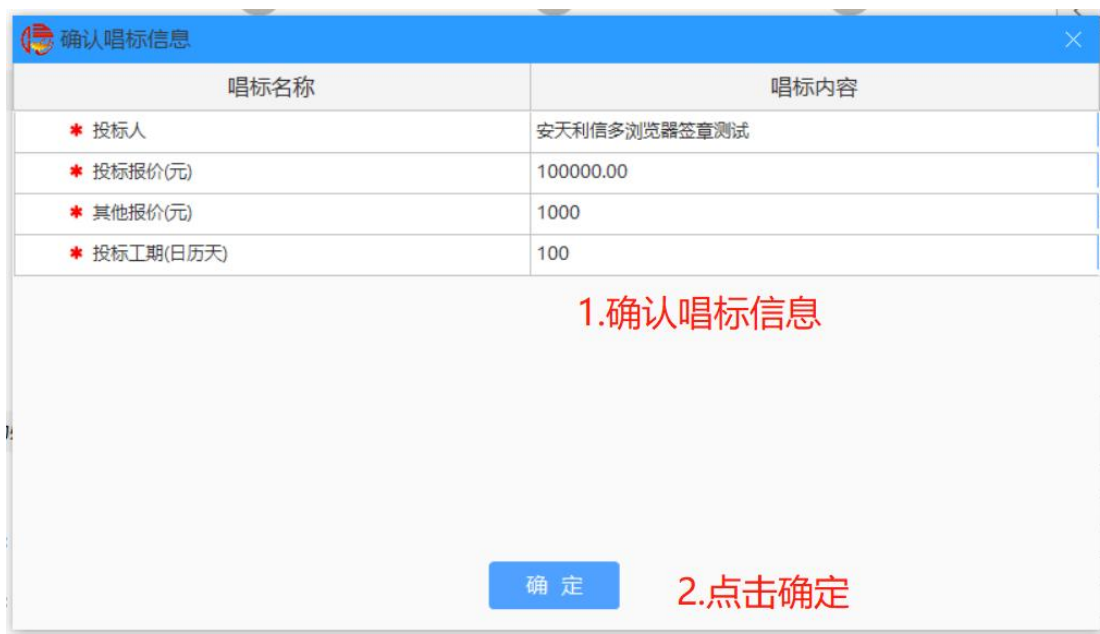 确认唱标信息
唱标名称 唱标内容
* 投标人 安天利信多浏览器签章测试
* 投标报价(元) 100000.00
* 其他报价(元) 1000
* 投标工期(日历天) 100
1.确认唱标信息
确 定
2.点击确定